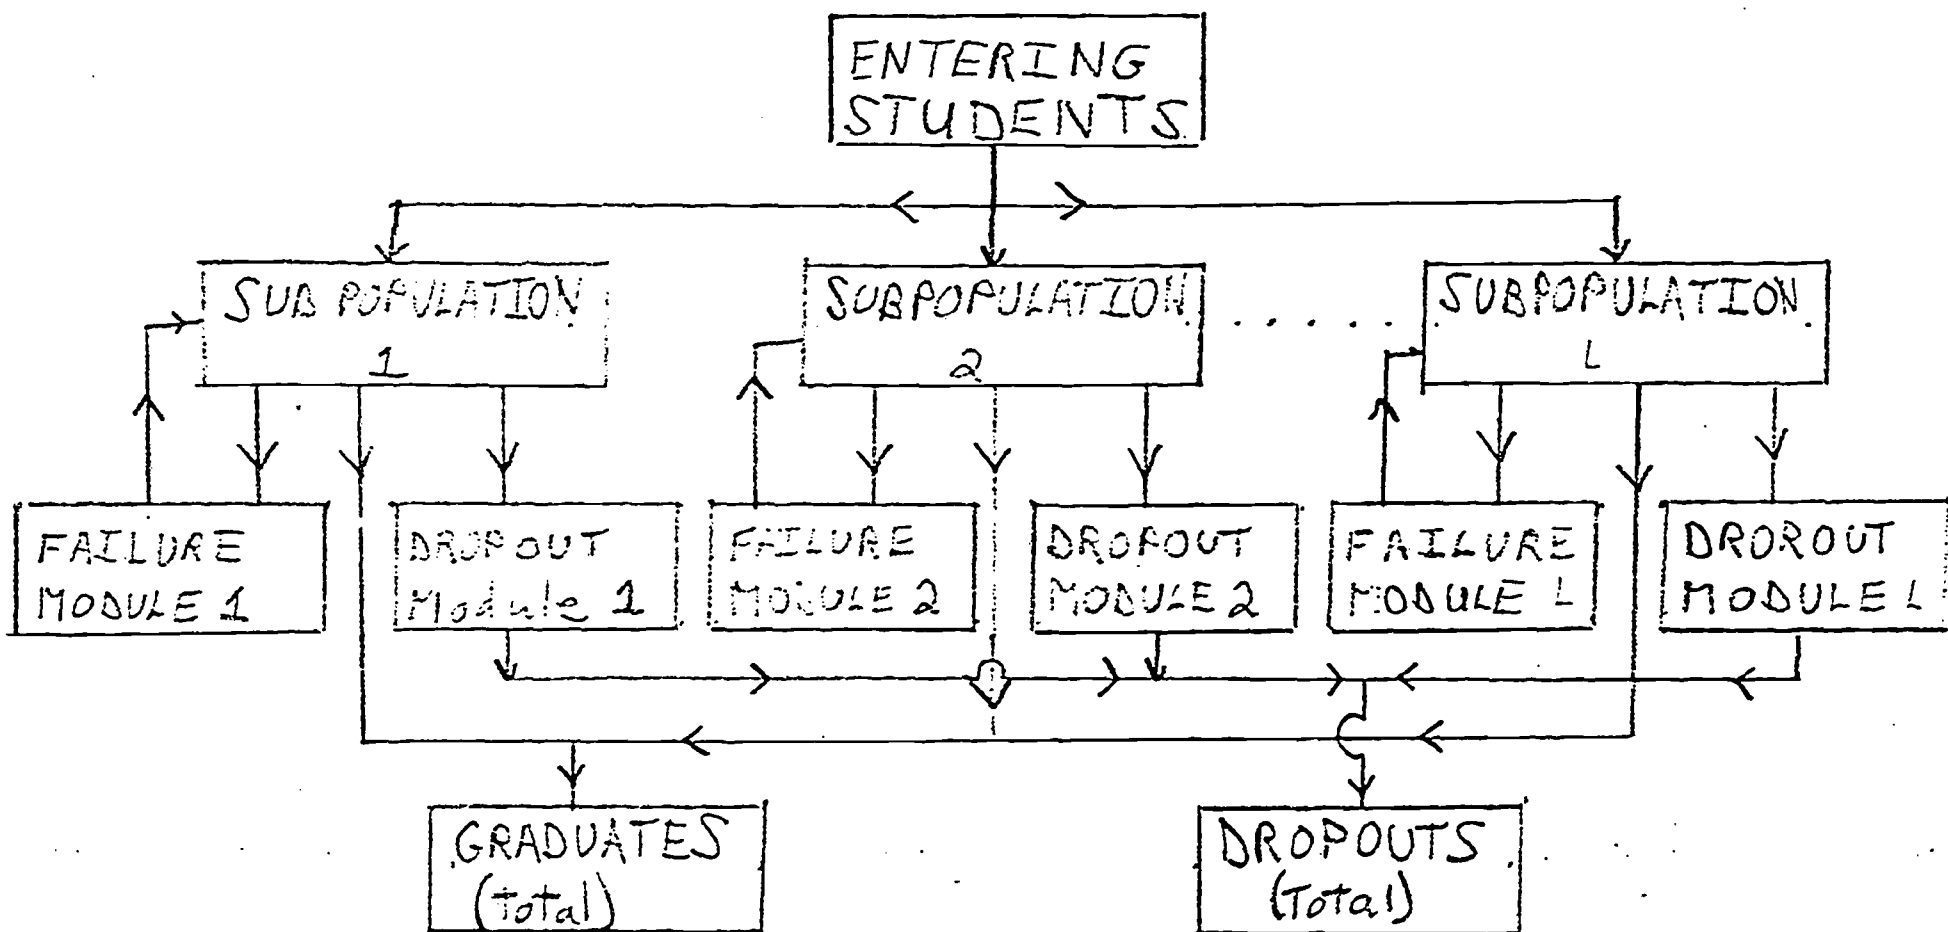 ENTERING
STUDENTS
SUBPOPULATION
1
SUBPOPULATION
2
. . . . . .
SUBPOPULATION
L
FAILURE
MODULE 1
DROPOUT
Module 1
FAILURE
MODULE 2
DROPOUT
MODULE 2
FAILURE
MODULE L
DROROUT
MODULE L
GRADUATES
(total)
DROPOUTS
(Total)